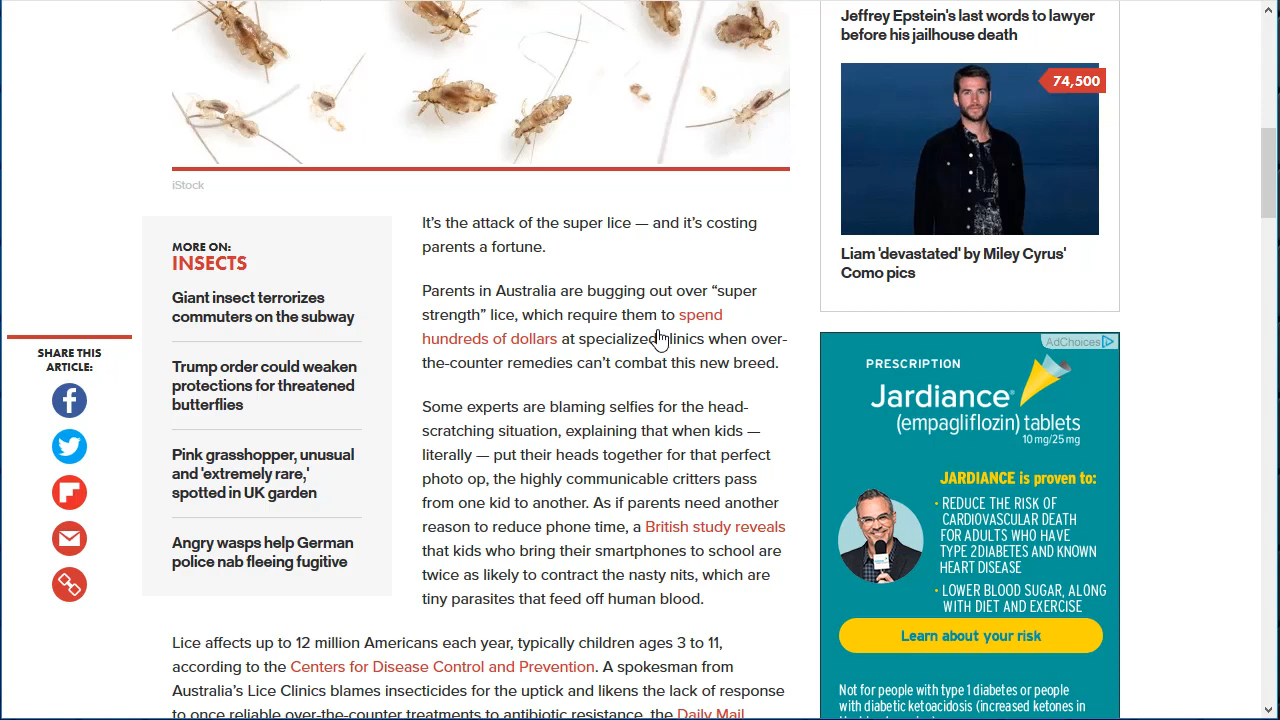 Jeffrey Epstein's last words to lawyer
before his jailhouse death
74,500
Liam 'devastated' by Miley Cyrus'
Como pics
iStock
MORE ON:
INSECTS
Giant insect terrorizes
commuters on the subway
Trump order could weaken
protections for threatened
butterflies
Pink grasshopper, unusual
and 'extremely rare,'
spotted in UK garden
Angry wasps help German
police nab fleeing fugitive
SHARE THIS
ARTICLE:
It's the attack of the super lice — and it's costing
parents a fortune.
Parents in Australia are bugging out over “super
strength” lice, which require them to spend
hundreds of dollars at specialized clinics when over-
the-counter remedies can't combat this new breed.
Some experts are blaming selfies for the head-
scratching situation, explaining that when kids —
literally — put their heads together for that perfect
photo op, the highly communicable critters pass
from one kid to another. As if parents need another
reason to reduce phone time, a British study reveals
that kids who bring their smartphones to school are
twice as likely to contract the nasty nits, which are
tiny parasites that feed off human blood.
Lice affects up to 12 million Americans each year, typically children ages 3 to 11,
according to the Centers for Disease Control and Prevention. A spokesman from
Australia's Lice Clinics blames insecticides for the uptick and likens the lack of response
to once reliable over-the-counter treatments to antibiotic resistance, the Daily Mail
AdChoices
PRESCRIPTION
Jardiance®
(empagliflozin) tablets
10 mg/25 mg
JARDIANCE is proven to:
• REDUCE THE RISK OF
CARDIOVASCULAR DEATH
FOR ADULTS WHO HAVE
TYPE 2 DIABETES AND KNOWN
HEART DISEASE
• LOWER BLOOD SUGAR, ALONG
WITH DIET AND EXERCISE
Learn about your risk
Not for people with type 1 diabetes or people
with diabetic ketoacidosis (increased ketones in